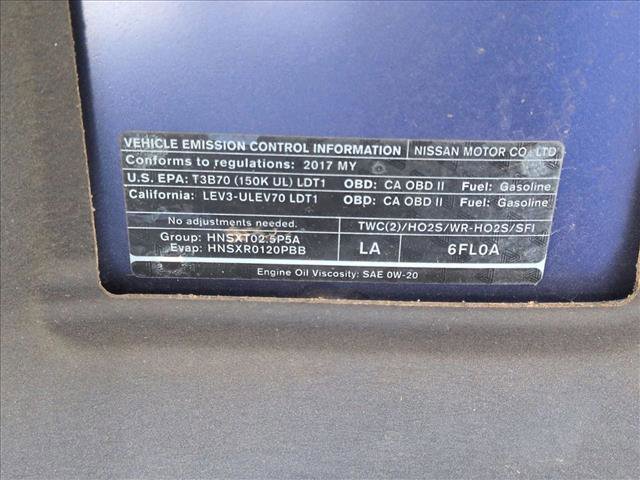 VEHICLE EMISSION CONTROL INFORMATION NISSAN MOTOR CO., LTD
Conforms to regulations: 2017 MY
U.S. EPA: T3B70 (150K UL) LDT1 OBD: CA OBD II Fuel: Gasoline
California: LEV3-ULEV70 LDT1 OBD: CA OBD II Fuel: Gasoline
No adjustments needed. TWC(2)/HO2S/WR-HO2S/SFI
Group: HNSXT02.5P5A
Evap: HNSXR0120PBB LA 6FL0A
Engine Oil Viscosity: SAE 0W-20